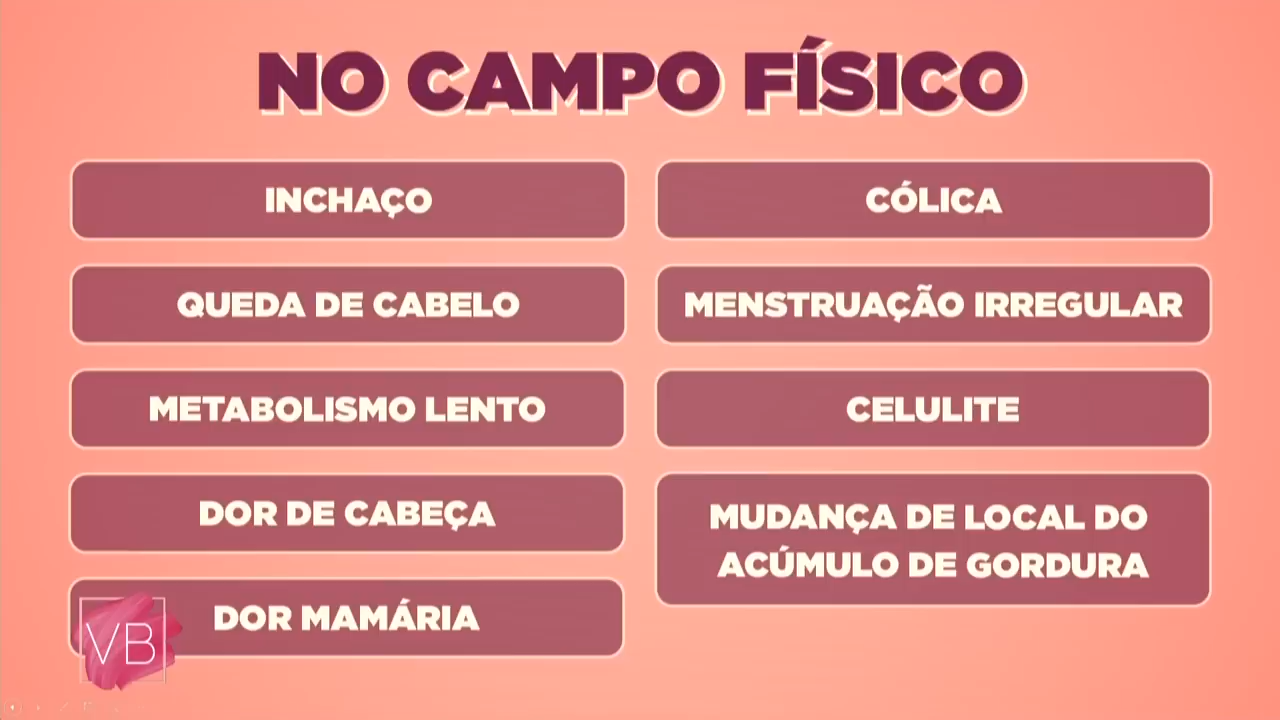 NO CAMPO FÍSICO
INCHAÇO
QUEDA DE CABELO
METABOLISMO LENTO
DOR DE CABEÇA
DOR MAMÁRIA
CÓLICA
MENSTRUAÇÃO IRREGULAR
CELULITE
MUDANÇA DE LOCAL DO
ACÚMULO DE GORDURA
VB